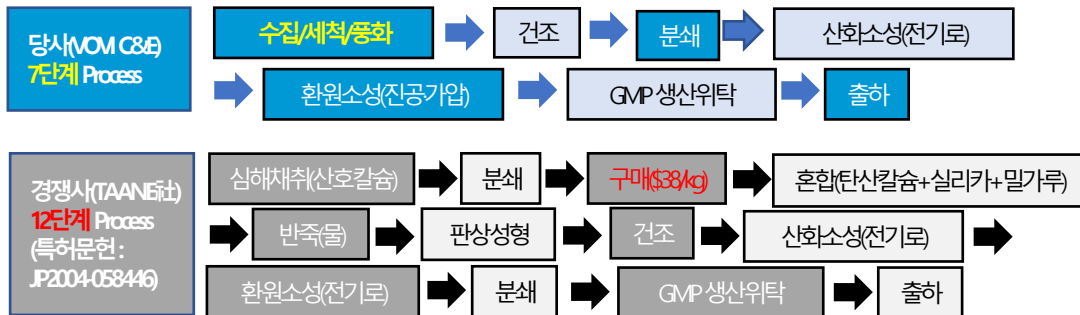 당사(VOM C&E)
7단계 Process
수집/세척/풍화
건조
분쇄
산화소성(전기로)
환원소성(진공가압)
GMP 생산위탁
출하
경쟁사(TAANE社)
12단계 Process
(특허문헌 :
JP2004-058446)
심해채취(산호칼슘)
분쇄
구매($38/kg)
혼합(탄산칼슘+실리카+밀가루)
반죽(물)
판상성형
건조
산화소성(전기로)
환원소성(전기로)
분쇄
GMP 생산위탁
출하